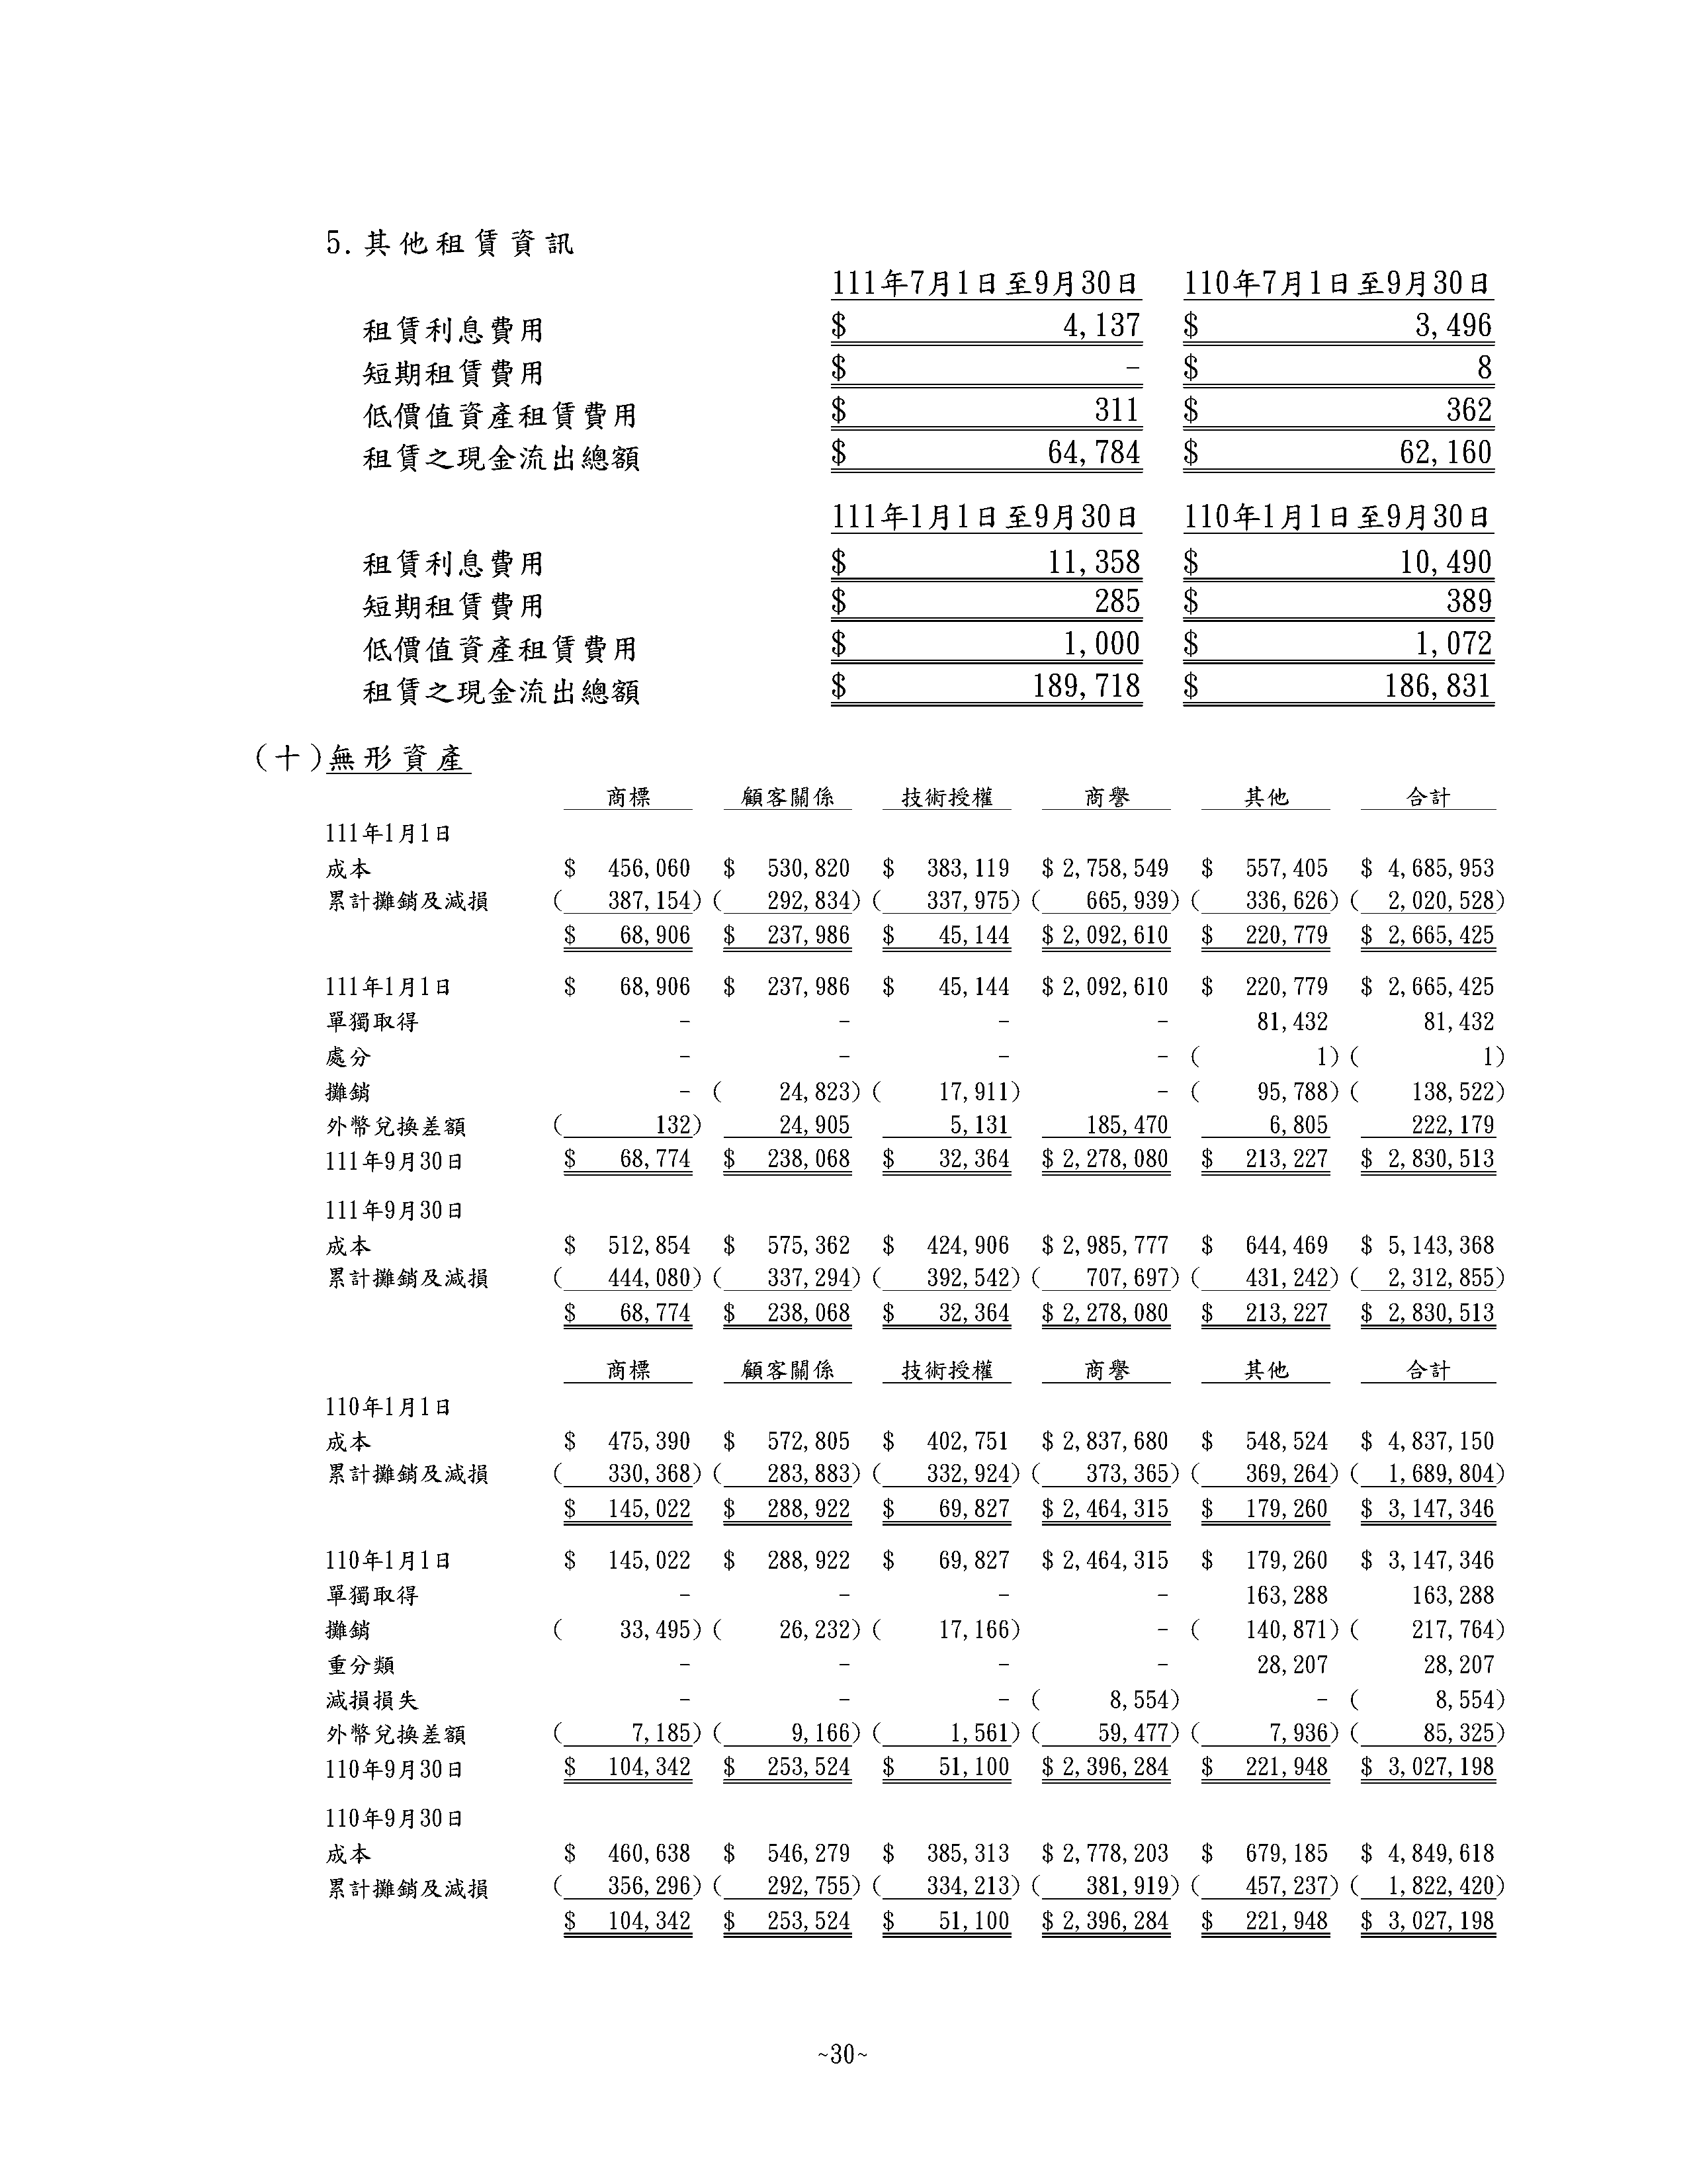 5. 其他租賃資訊
111年7月1日至9月30日 110年7月1日至9月30日
租賃利息費用 $ 4,137 $ 3,496
短期租賃費用 $ - $ 8
低價值資產租賃費用 $ 311 $ 362
租賃之現金流出總額 $ 64,784 $ 62,160
111年1月1日至9月30日 110年1月1日至9月30日
租賃利息費用 $ 11,358 $ 10,490
短期租賃費用 $ 285 $ 389
低價值資產租賃費用 $ 1,000 $ 1,072
租賃之現金流出總額 $ 189,718 $ 186,831
(十)無形資產
商標 顧客關係 技術授權 商譽 其他 合計
111年1月1日
成本 $ 456,060 $ 530,820 $ 383,119 $ 2,758,549 $ 557,405 $ 4,685,953
累計攤銷及減損 ( 387,154) ( 292,834) ( 337,975) ( 665,939) ( 336,626) ( 2,020,528)
$ 68,906 $ 237,986 $ 45,144 $ 2,092,610 $ 220,779 $ 2,665,425
111年1月1日 $ 68,906 $ 237,986 $ 45,144 $ 2,092,610 $ 220,779 $ 2,665,425
單獨取得 - - - - 81,432 81,432
處分 - - - - ( 1) ( 1)
攤銷 - ( 24,823) ( 17,911) - ( 95,788) ( 138,522)
外幣兌換差額 ( 132) 24,905 5,131 185,470 6,805 222,179
111年9月30日 $ 68,774 $ 238,068 $ 32,364 $ 2,278,080 $ 213,227 $ 2,830,513
111年9月30日
成本 $ 512,854 $ 575,362 $ 424,906 $ 2,985,777 $ 644,469 $ 5,143,368
累計攤銷及減損 ( 444,080) ( 337,294) ( 392,542) ( 707,697) ( 431,242) ( 2,312,855)
$ 68,774 $ 238,068 $ 32,364 $ 2,278,080 $ 213,227 $ 2,830,513
商標 顧客關係 技術授權 商譽 其他 合計
110年1月1日
成本 $ 475,390 $ 572,805 $ 402,751 $ 2,837,680 $ 548,524 $ 4,837,150
累計攤銷及減損 ( 330,368) ( 283,883) ( 332,924) ( 373,365) ( 369,264) ( 1,689,804)
$ 145,022 $ 288,922 $ 69,827 $ 2,464,315 $ 179,260 $ 3,147,346
110年1月1日 $ 145,022 $ 288,922 $ 69,827 $ 2,464,315 $ 179,260 $ 3,147,346
單獨取得 - - - - 163,288 163,288
攤銷 ( 33,495) ( 26,232) ( 17,166) - ( 140,871) ( 217,764)
重分類 - - - - 28,207 28,207
減損損失 - - - ( 8,554) - ( 8,554)
外幣兌換差額 ( 7,185) ( 9,166) ( 1,561) ( 59,477) ( 7,936) ( 85,325)
110年9月30日 $ 104,342 $ 253,524 $ 51,100 $ 2,396,284 $ 221,948 $ 3,027,198
110年9月30日
成本 $ 460,638 $ 546,279 $ 385,313 $ 2,778,203 $ 679,185 $ 4,849,618
累計攤銷及減損 ( 356,296) ( 292,755) ( 334,213) ( 381,919) ( 457,237) ( 1,822,420)
$ 104,342 $ 253,524 $ 51,100 $ 2,396,284 $ 221,948 $ 3,027,198
~30~